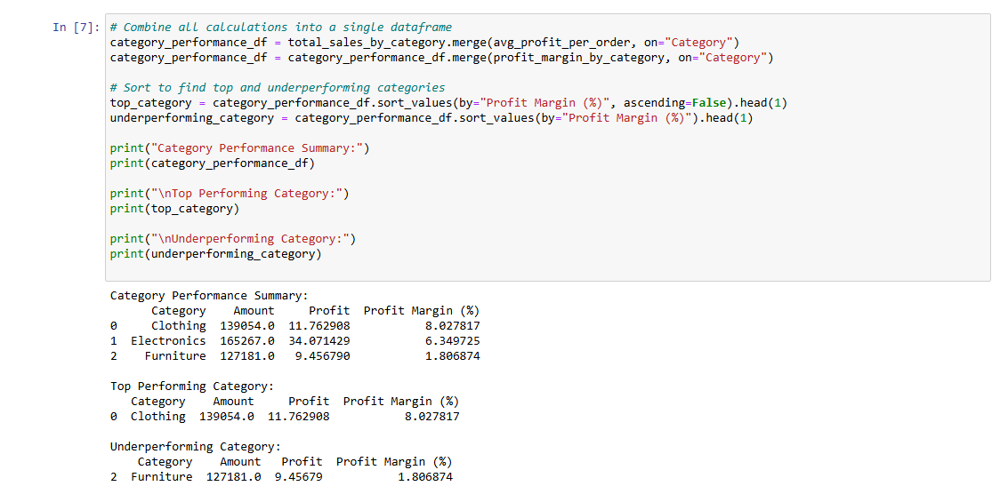 In [7]: # Combine all calculations into a single dataframe
category_performance_df = total_sales_by_category.merge(avg_profit_per_order, on="Category")
category_performance_df = category_performance_df.merge(profit_margin_by_category, on="Category")
# Sort to find top and underperforming categories
top_category = category_performance_df.sort_values(by="Profit Margin (%)", ascending=False).head(1)
underperforming_category = category_performance_df.sort_values(by="Profit Margin (%)").head(1)
print("Category Performance Summary:")
print(category_performance_df)
print("\nTop Performing Category:")
print(top_category)
print("\nUnderperforming Category:")
print(underperforming_category)
Category Performance Summary:
Category Amount Profit Profit Margin (%)
0 Clothing 139054.0 11.762908 8.027817
1 Electronics 165267.0 34.071429 6.349725
2 Furniture 127181.0 9.456790 1.806874
Top Performing Category:
Category Amount Profit Profit Margin (%)
0 Clothing 139054.0 11.762908 8.027817
Underperforming Category:
Category Amount Profit Profit Margin (%)
2 Furniture 127181.0 9.45679 1.806874